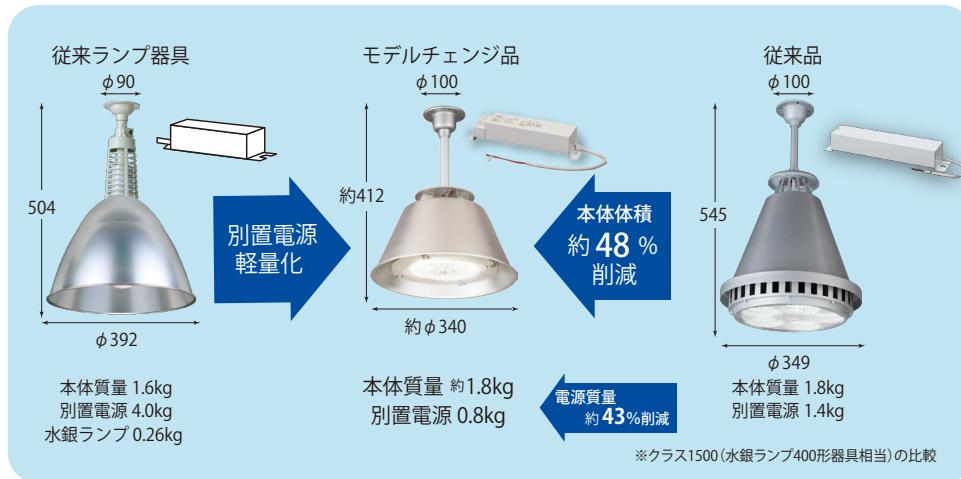 従来ランプ器具
φ90
504
φ392
本体質量 1.6kg
別置電源 4.0kg
水銀ランプ 0.26kg
別置電源
軽量化
モデルチェンジ品
φ100
約412
約φ340
本体質量 約1.8kg
別置電源 0.8kg
本体体積
約 48 %
削減
電源質量
約 43%削減
従来品
φ100
545
φ349
本体質量 1.8kg
別置電源 1.4kg
※クラス1500（水銀ランプ400形器具相当）の比較